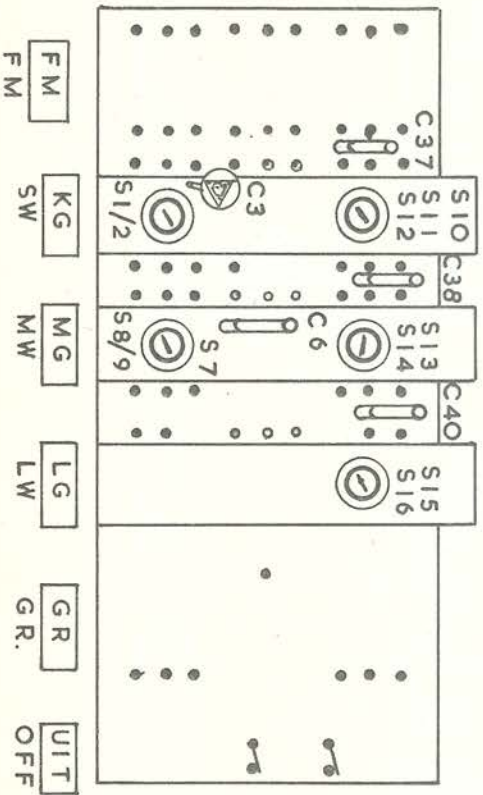 FM
FM
KG
SW
MG
MW
LG
LW
GR
GR.
UIT
OFF
C37
S1/2
C3
S10
S11
S12
C38
S8/9
S7
C6
S13
S14
C40
S15
S16